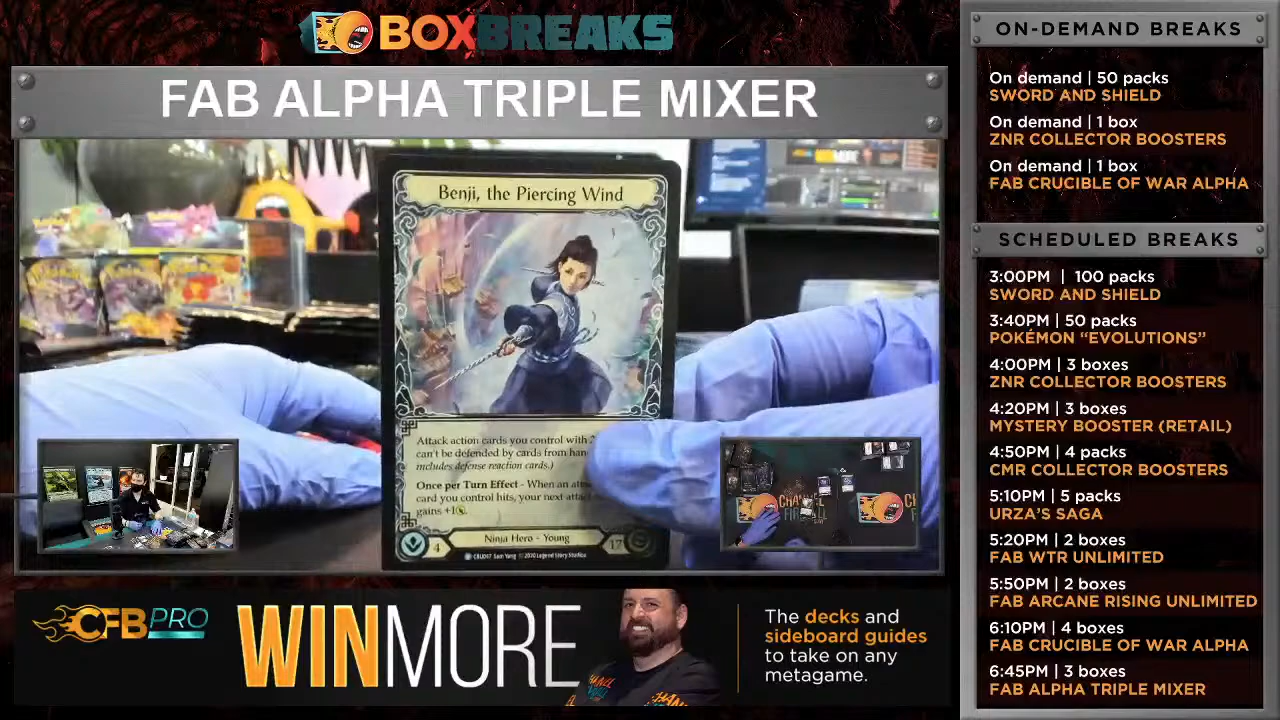 BOXBREAKS
FAB ALPHA TRIPLE MIXER
Benji, the Piercing Wind
Attack action cards you control with
can't be defended by cards from
includes defense reaction cards.)
Once per Turn Effect - When an
card you control hits, your next
gains +1
Ninja Hero - Young
4
17
2020 Legend Story Studios
CFBPRO
WINMORE
The decks and
sideboard guides
to take on any
metagame.
ON-DEMAND BREAKS
On demand | 50 packs
SWORD AND SHIELD
On demand | 1 box
ZNR COLLECTOR BOOSTERS
On demand | 1 box
FAB CRUCIBLE OF WAR ALPHA
SCHEDULED BREAKS
3:00PM | 100 packs
SWORD AND SHIELD
3:40PM | 50 packs
POKÉMON “EVOLUTIONS”
4:00PM | 3 boxes
ZNR COLLECTOR BOOSTERS
4:20PM | 3 boxes
MYSTERY BOOSTER (RETAIL)
4:50PM | 4 packs
CMR COLLECTOR BOOSTERS
5:10PM | 5 packs
URZA’S SAGA
5:20PM | 2 boxes
FAB WTR UNLIMITED
5:50PM | 2 boxes
FAB ARCANE RISING UNLIMITED
6:10PM | 4 boxes
FAB CRUCIBLE OF WAR ALPHA
6:45PM | 3 boxes
FAB ALPHA TRIPLE MIXER